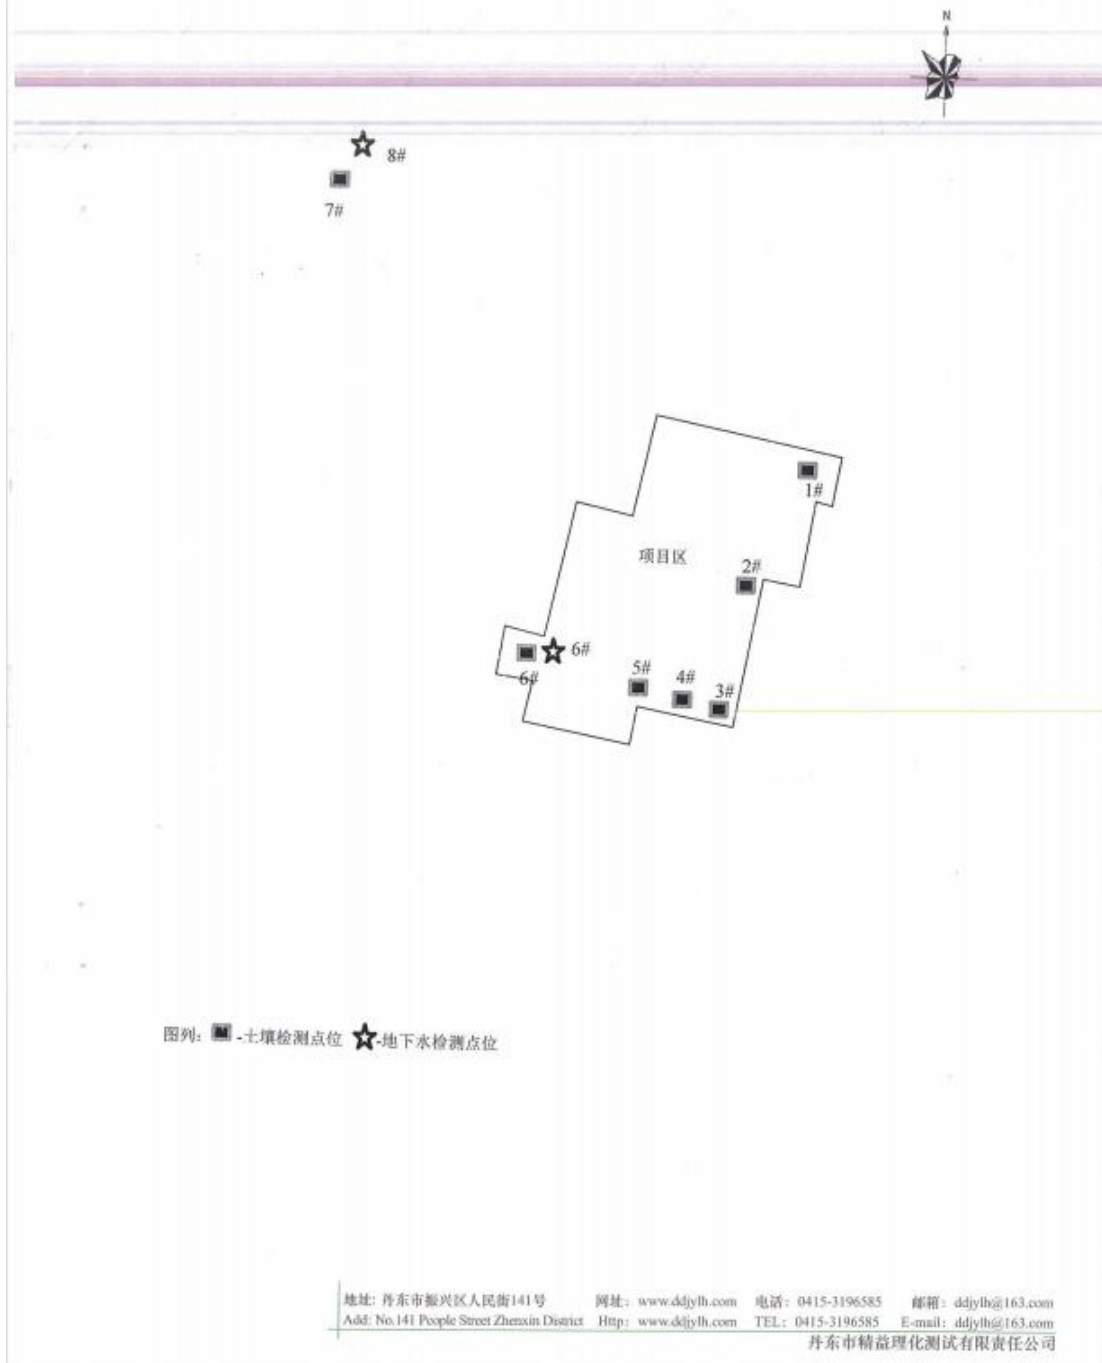 N
8#
7#
1#
项目区
2#
6#
6#
5#
4#
3#
图列: -土壤检测点位 -地下水检测点位
地址: 丹东市振兴区人民街141号 网址: www.ddjylh.com 电话: 0415-3196585 邮箱: ddjylh@163.com
Add: No.141 Poople Street Zhenxin District Http: www.ddjylh.com TEL: 0415-3196585 E-mail: ddjylh@163.com
丹东市精益理化测试有限责任公司